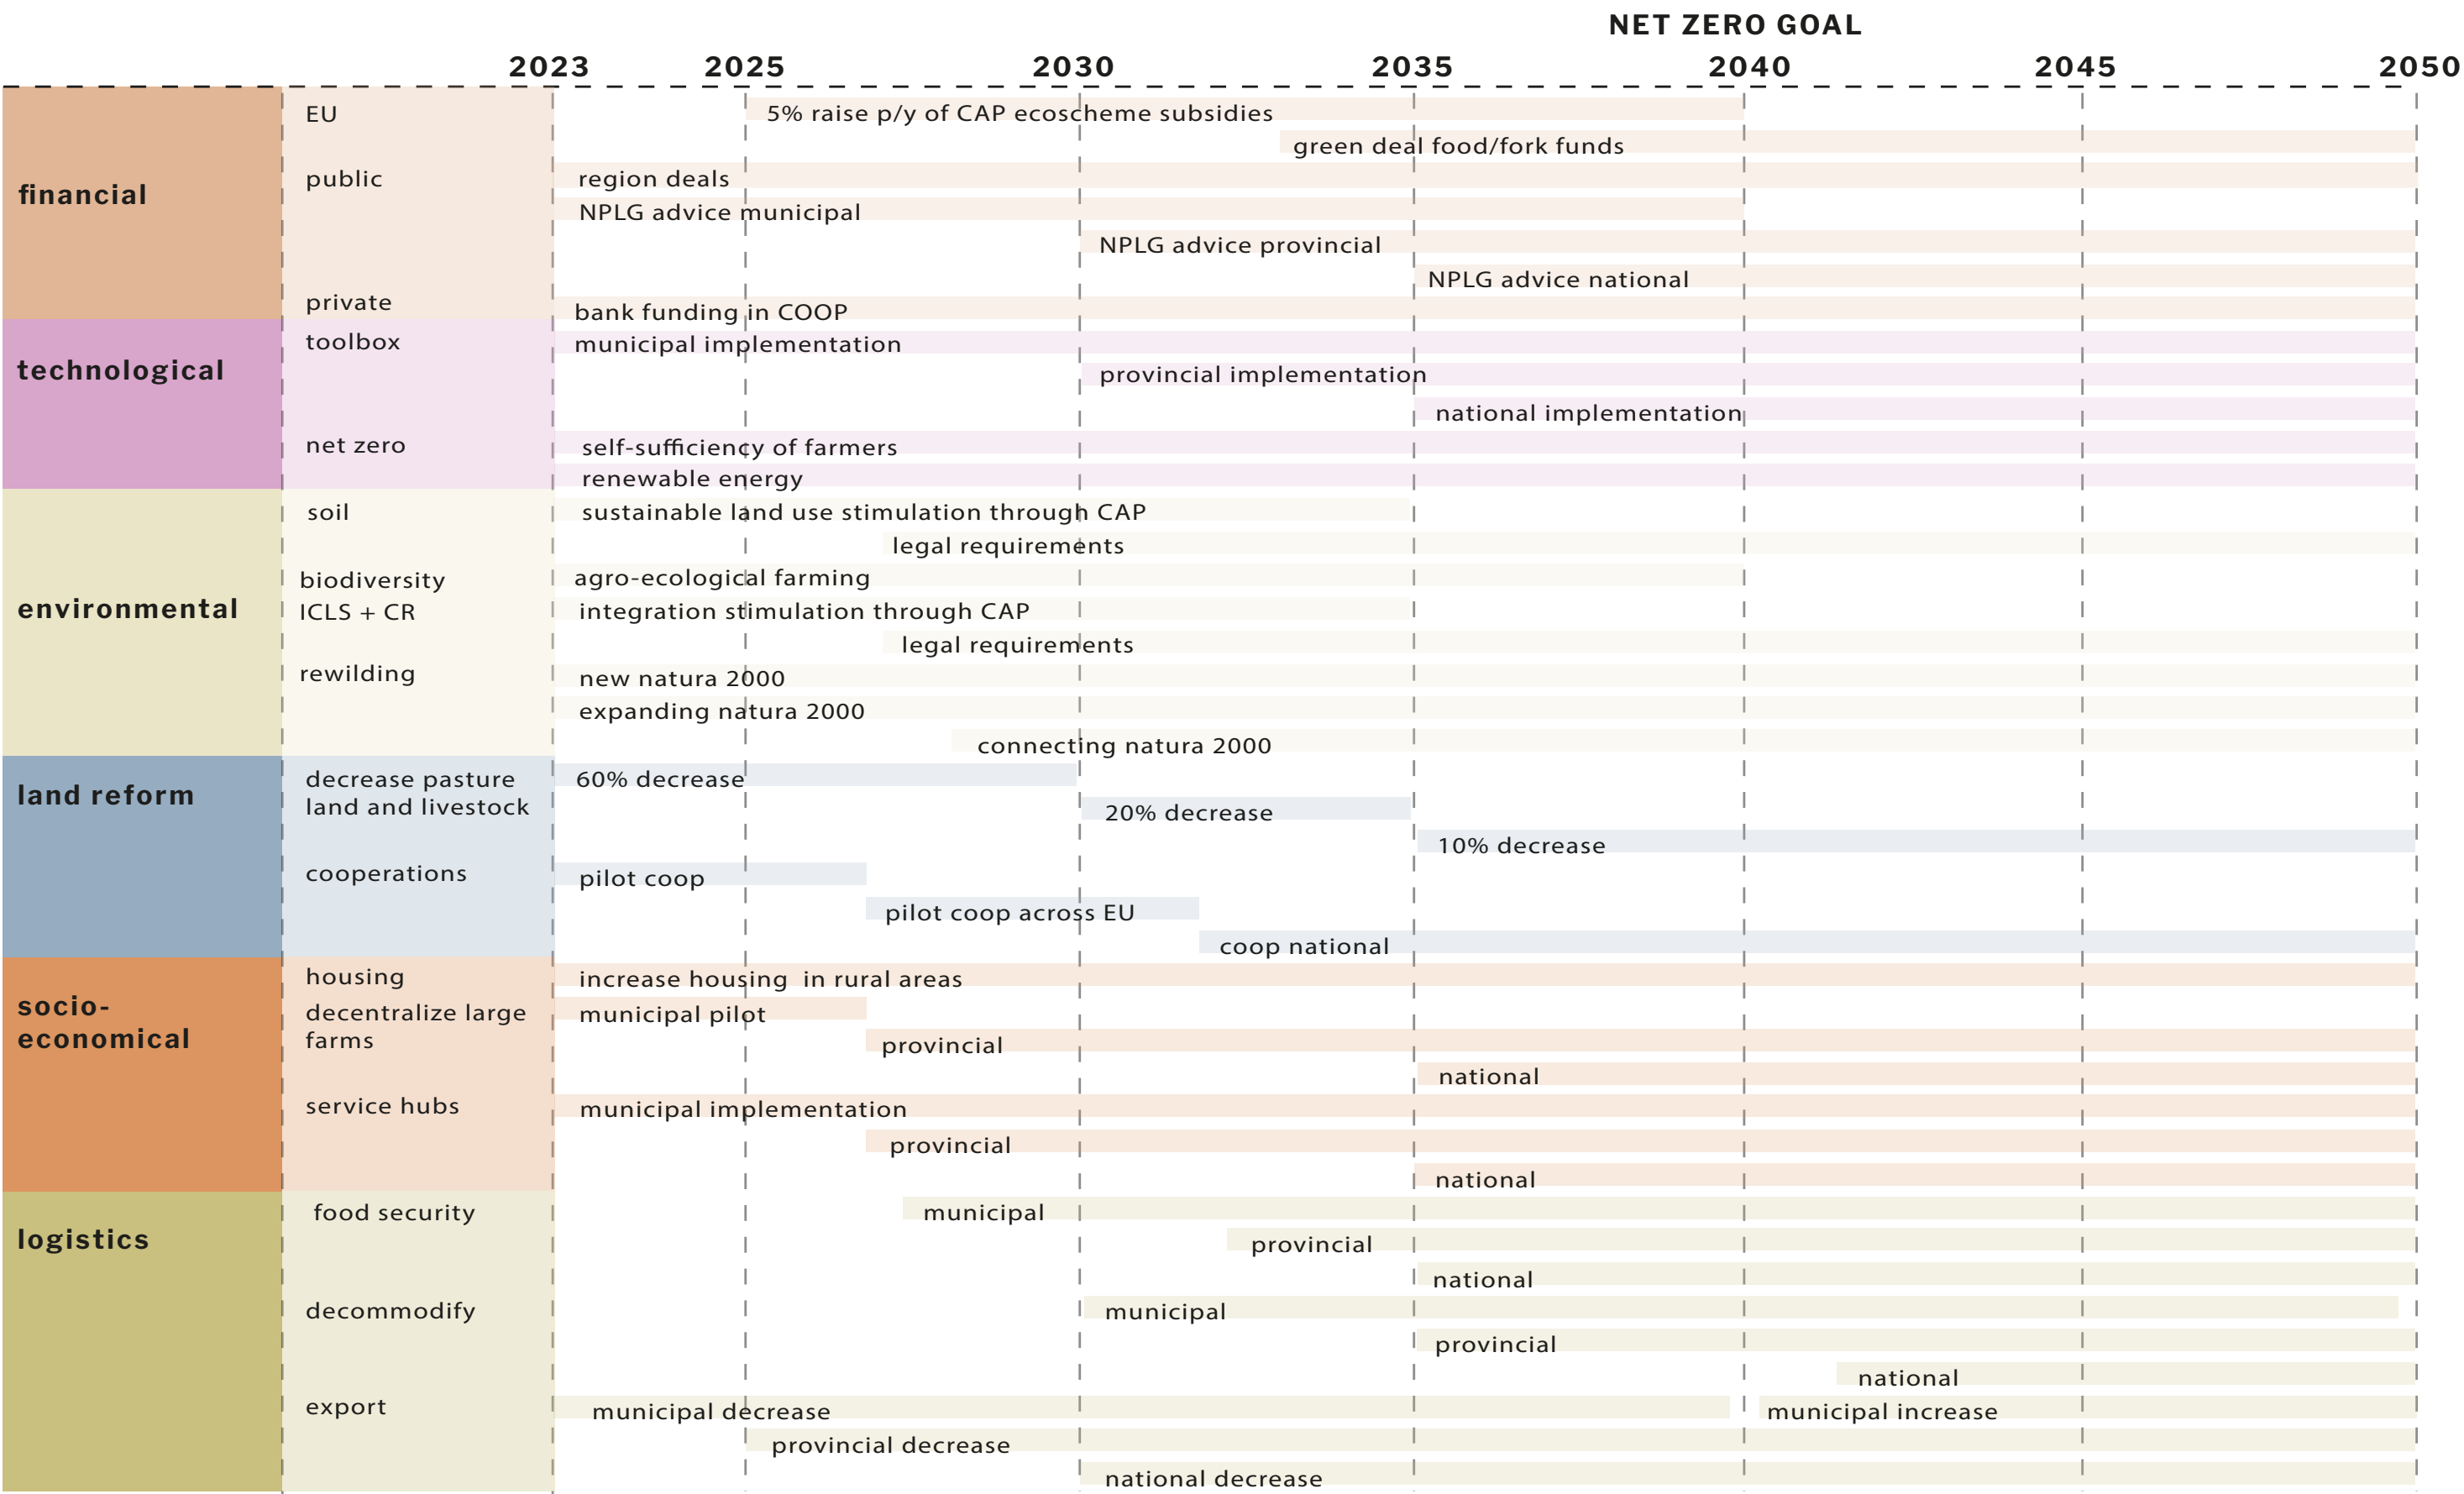 NET ZERO GOAL
2023 2025 2030 2035 2040 2045 2050
financial
EU
5% raise p/y of CAP ecoscheme subsidies
green deal food/fork funds
public
region deals
NPLG advice municipal
NPLG advice provincial
NPLG advice national
private
bank funding in COOP
technological
toolbox
municipal implementation
provincial implementation
national implementation
net zero
self-sufficiency of farmers
renewable energy
environmental
soil
sustainable land use stimulation through CAP
legal requirements
biodiversity
agro-ecological farming
ICLS + CR
integration stimulation through CAP
legal requirements
rewilding
new natura 2000
expanding natura 2000
connecting natura 2000
land reform
decrease pasture
land and livestock
60% decrease
20% decrease
10% decrease
cooperations
pilot coop
pilot coop across EU
coop national
socio-
economical
housing
increase housing  in rural areas
decentralize large
farms
municipal pilot
provincial
national
service hubs
municipal implementation
provincial
national
logistics
food security
municipal
provincial
national
decommodify
municipal
provincial
national
export
municipal decrease
municipal increase
provincial decrease
national decrease